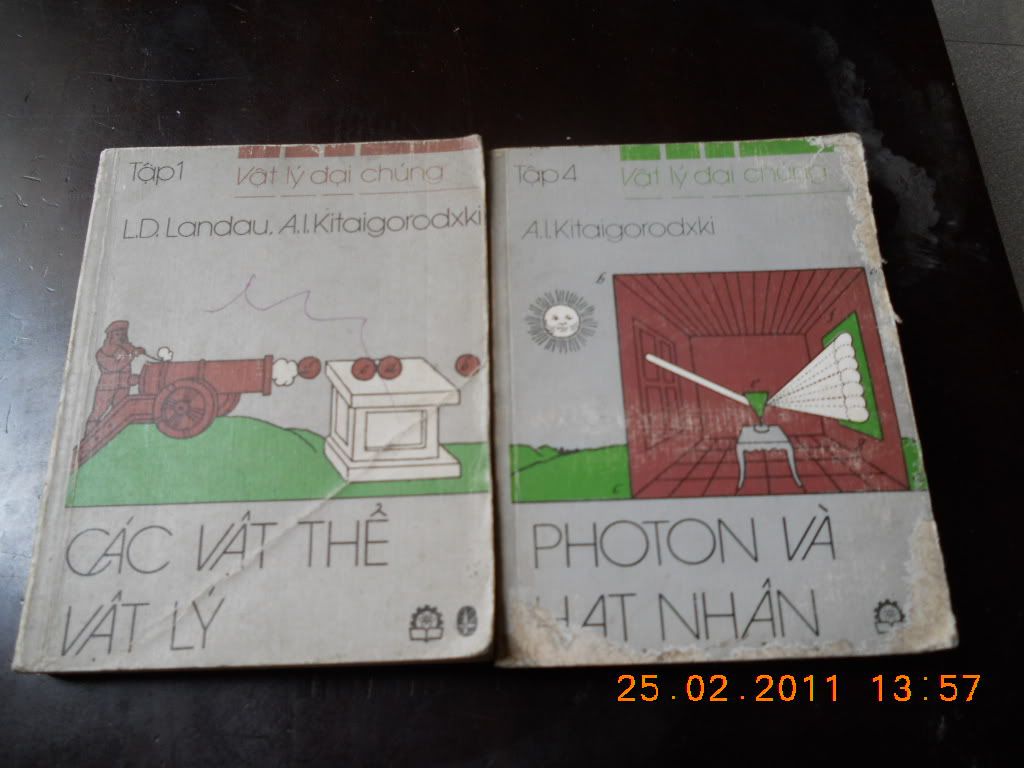 Tập 1
Vật lý đại chúng
L.D. Landau, A.I. Kitaigorodxki
CÁC VẬT THỂ
VẬT LÝ
Tập 4
Vật lý đại chúng
A.I. Kitaigorodxki
b
c
PHOTON VÀ
HẠT NHÂN
25.02.2011 13:57